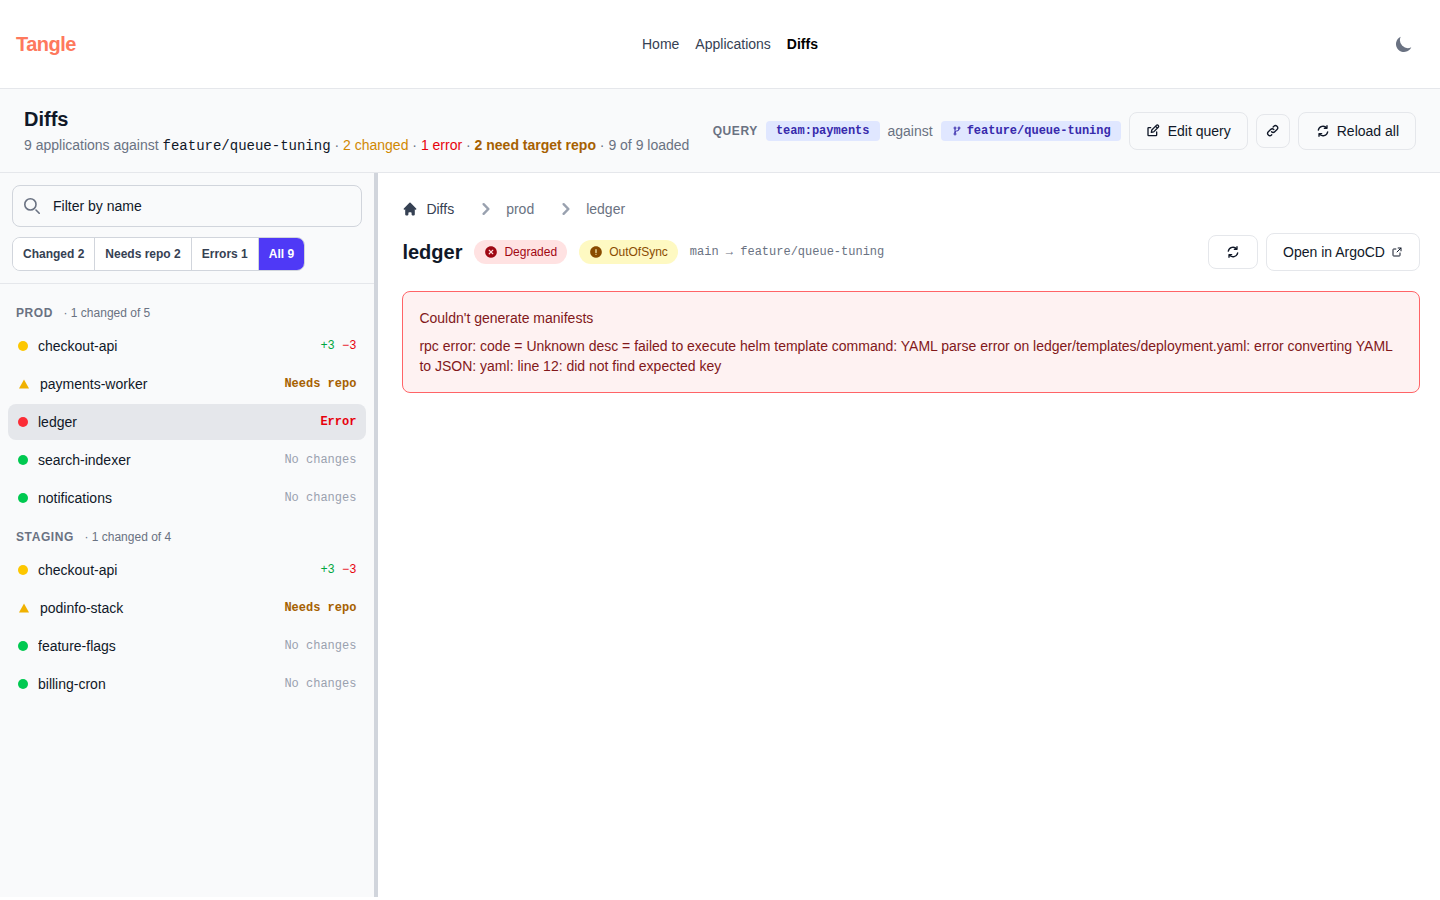 Tangle
Home Applications Diffs
Diffs
9 applications against feature/queue-tuning · 2 changed · 1 error · 2 need target repo · 9 of 9 loaded
QUERY team:payments against feature/queue-tuning Edit query Reload all
Filter by name
Changed 2 Needs repo 2 Errors 1 All 9
PROD · 1 changed of 5
checkout-api +3 −3
payments-worker Needs repo
ledger Error
search-indexer No changes
notifications No changes
STAGING · 1 changed of 4
checkout-api +3 −3
podinfo-stack Needs repo
feature-flags No changes
billing-cron No changes
Diffs prod ledger
ledger Degraded OutOfSync main → feature/queue-tuning Open in ArgoCD
Couldn't generate manifests
rpc error: code = Unknown desc = failed to execute helm template command: YAML parse error on ledger/templates/deployment.yaml: error converting YAML
to JSON: yaml: line 12: did not find expected key